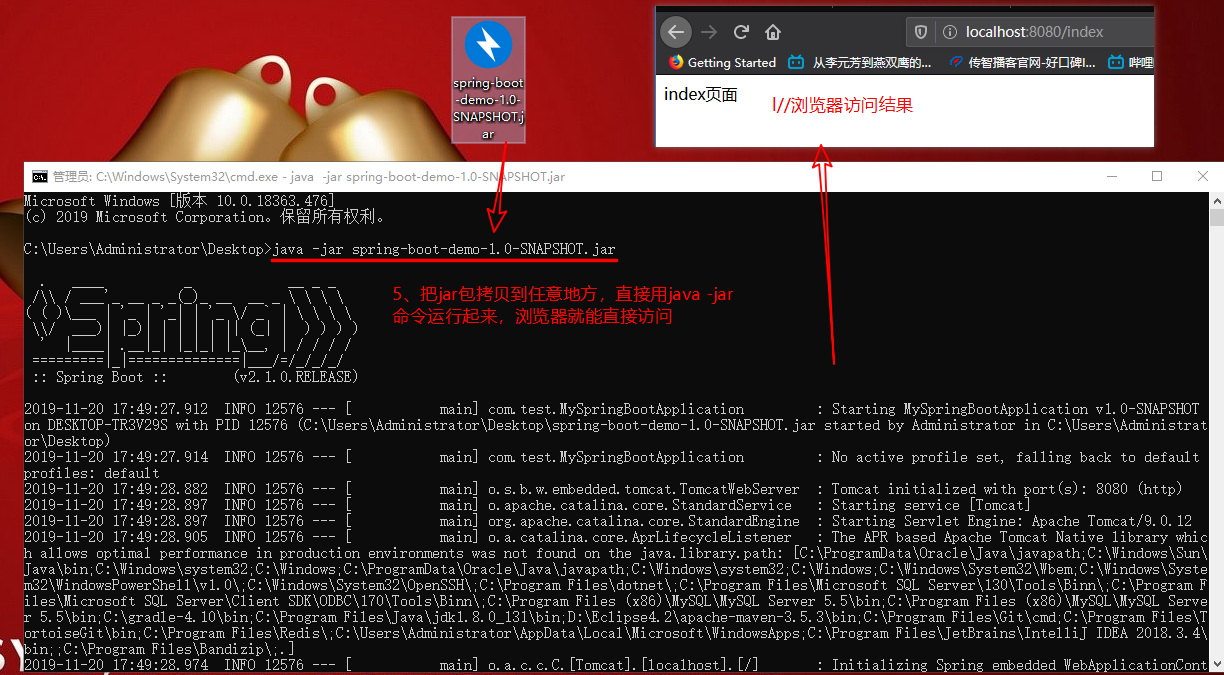 spring-boot
-demo-1.0-
SNAPSHOT.j
ar
localhost:8080/index
Getting Started 从李元芳到燕双鹰的... 传智播客官网-好口碑I... 哔哩
index页面
//浏览器访问结果
管理员: C:\Windows\System32\cmd.exe - java -jar spring-boot-demo-1.0-SNAPSHOT.jar
Microsoft Windows [版本 10.0.18363.476]
(c) 2019 Microsoft Corporation。保留所有权利。
C:\Users\Administrator\Desktop>java -jar spring-boot-demo-1.0-SNAPSHOT.jar
5、把jar包拷贝到任意地方，直接用java -jar
命令运行起来，浏览器就能直接访问
Spring
:: Spring Boot :: (v2.1.0.RELEASE)
2019-11-20 17:49:27.912 INFO 12576 --- [ main] com.test.MySpringBootApplication : Starting MySpringBootApplication v1.0-SNAPSHOT
on DESKTOP-TR3V29S with PID 12576 (C:\Users\Administrator\Desktop\spring-boot-demo-1.0-SNAPSHOT.jar started by Administrator in C:\Users\Administrat
or\Desktop)
2019-11-20 17:49:27.914 INFO 12576 --- [ main] com.test.MySpringBootApplication : No active profile set, falling back to default
profiles: default
2019-11-20 17:49:28.882 INFO 12576 --- [ main] o.s.b.w.embedded.tomcat.TomcatWebServer : Tomcat initialized with port(s): 8080 (http)
2019-11-20 17:49:28.897 INFO 12576 --- [ main] o.apache.catalina.core.StandardService : Starting service [Tomcat]
2019-11-20 17:49:28.897 INFO 12576 --- [ main] org.apache.catalina.core.StandardEngine : Starting Servlet Engine: Apache Tomcat/9.0.12
2019-11-20 17:49:28.905 INFO 12576 --- [ main] o.a.catalina.core.AprLifecycleListener : The APR based Apache Tomcat Native library whic
h allows optimal performance in production environments was not found on the java.library.path: [C:\ProgramData\Oracle\Java\javapath;C:\Windows\Sun\
Java\bin;C:\Windows\system32;C:\Windows;C:\ProgramData\Oracle\Java\javapath;C:\Windows\system32;C:\Windows;C:\Windows\System32\Wbem;C:\Windows\Syste
m32\WindowsPowerShell\v1.0\;C:\Windows\System32\OpenSSH\;C:\Program Files\dotnet\;C:\Program Files\Microsoft SQL Server\130\Tools\Binn\;C:\Program F
iles\Microsoft SQL Server\Client SDK\ODBC\170\Tools\Binn\;C:\Program Files (x86)\MySQL\MySQL Server 5.5\bin;C:\Program Files (x86)\MySQL\MySQL Serve
r 5.5\bin;C:\gradle-4.10\bin;C:\Program Files\Java\jdk1.8.0_131\bin;D:\Eclipse4.2\apache-maven-3.5.3\bin;C:\Program Files\Git\cmd;C:\Program Files\T
ortoiseGit\bin;C:\Program Files\Redis\;C:\Users\Administrator\AppData\Local\Microsoft\WindowsApps;C:\Program Files\JetBrains\IntelliJ IDEA 2018.3.4\
bin;;C:\Program Files\Bandizip\;.]
2019-11-20 17:49:28.974 INFO 12576 --- [ main] o.a.c.c.C.[Tomcat].[localhost].[/] : Initializing Spring embedded WebApplicationCont